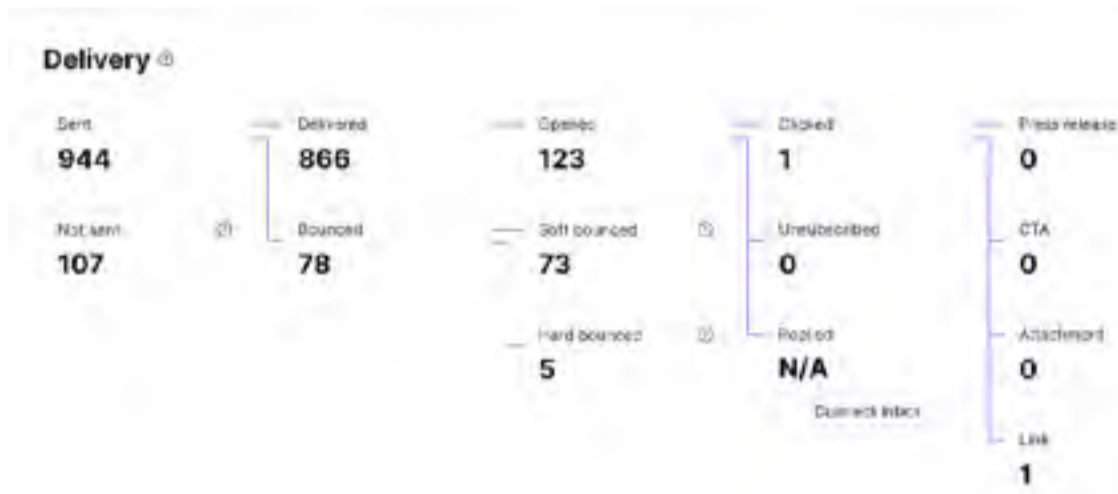 Delivery
Sent
944
Delivered
866
Opened
123
Clicked
1
Press release
0
Not sent
107
Bounced
78
Soft bounced
73
Unsubscribed
0
CTA
0
Hard bounced
5
Replied
N/A
Attachment
0
Connect inbox
Link
1